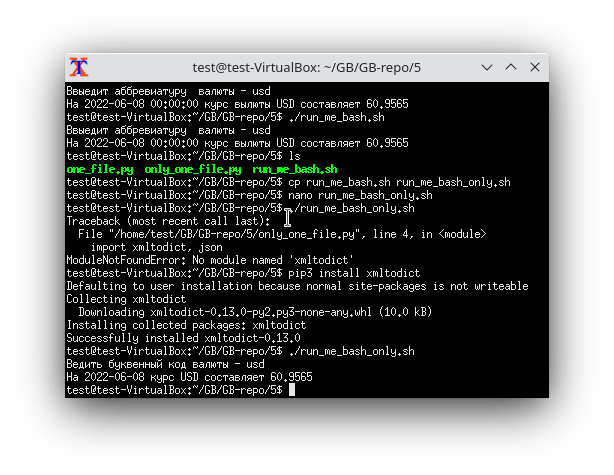 test@test-VirtualBox: ~/GB/GB-repo/5
Ввыедит аббревиатуру  валюты - usd
На 2022-06-08 00:00:00 курс вылюты USD составляет 60.9565
test@test-VirtualBox:~/GB/GB-repo/5$ ./run_me_bash.sh
Ввыедит аббревиатуру  валюты - usd
На 2022-06-08 00:00:00 курс вылюты USD составляет 60.9565
test@test-VirtualBox:~/GB/GB-repo/5$ ls
one_file.py  only_one_file.py  run_me_bash.sh
test@test-VirtualBox:~/GB/GB-repo/5$ cp run_me_bash.sh run_me_bash_only.sh
test@test-VirtualBox:~/GB/GB-repo/5$ nano run_me_bash_only.sh
test@test-VirtualBox:~/GB/GB-repo/5$ ./run_me_bash_only.sh
Traceback (most recent call last):
  File "/home/test/GB/GB-repo/5/only_one_file.py", line 4, in <module>
    import xmltodict, json
ModuleNotFoundError: No module named 'xmltodict'
test@test-VirtualBox:~/GB/GB-repo/5$ pip3 install xmltodict
Defaulting to user installation because normal site-packages is not writeable
Collecting xmltodict
  Downloading xmltodict-0.13.0-py2.py3-none-any.whl (10.0 kB)
Installing collected packages: xmltodict
Successfully installed xmltodict-0.13.0
test@test-VirtualBox:~/GB/GB-repo/5$ ./run_me_bash_only.sh
Ведить буквенный код валюты - usd
На 2022-06-08 курс USD составляет 60.9565
test@test-VirtualBox:~/GB/GB-repo/5$